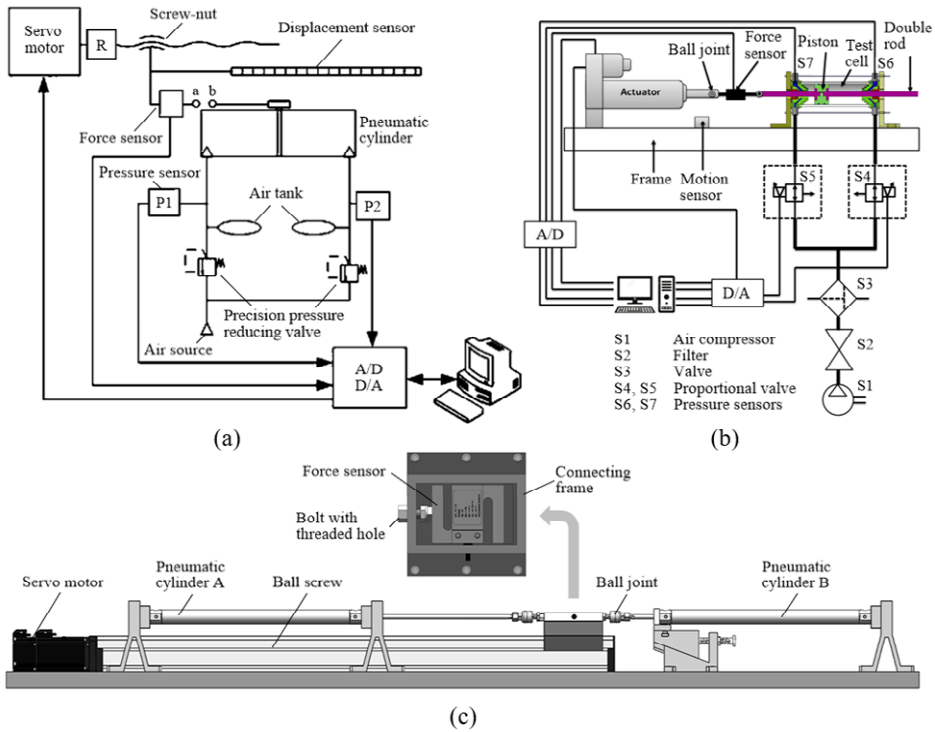 Servo
motor
R
Screw-nut
Displacement sensor
a b
Force sensor
Pneumatic
cylinder
Pressure sensor
P1
Air tank
P2
Precision pressure
reducing valve
Air source
A/D
D/A
(a)
Actuator
Ball joint
Force
sensor
S7
Piston
Test
cell
S6
Double
rod
Frame
Motion
sensor
S5
S4
A/D
D/A
S3
S2
S1
S1 Air compressor
S2 Filter
S3 Valve
S4, S5 Proportional valve
S6, S7 Pressure sensors
(b)
Force sensor
Connecting
frame
Bolt with
threaded hole
Servo motor
Pneumatic
cylinder A
Ball screw
Ball joint
Pneumatic
cylinder B
(c)